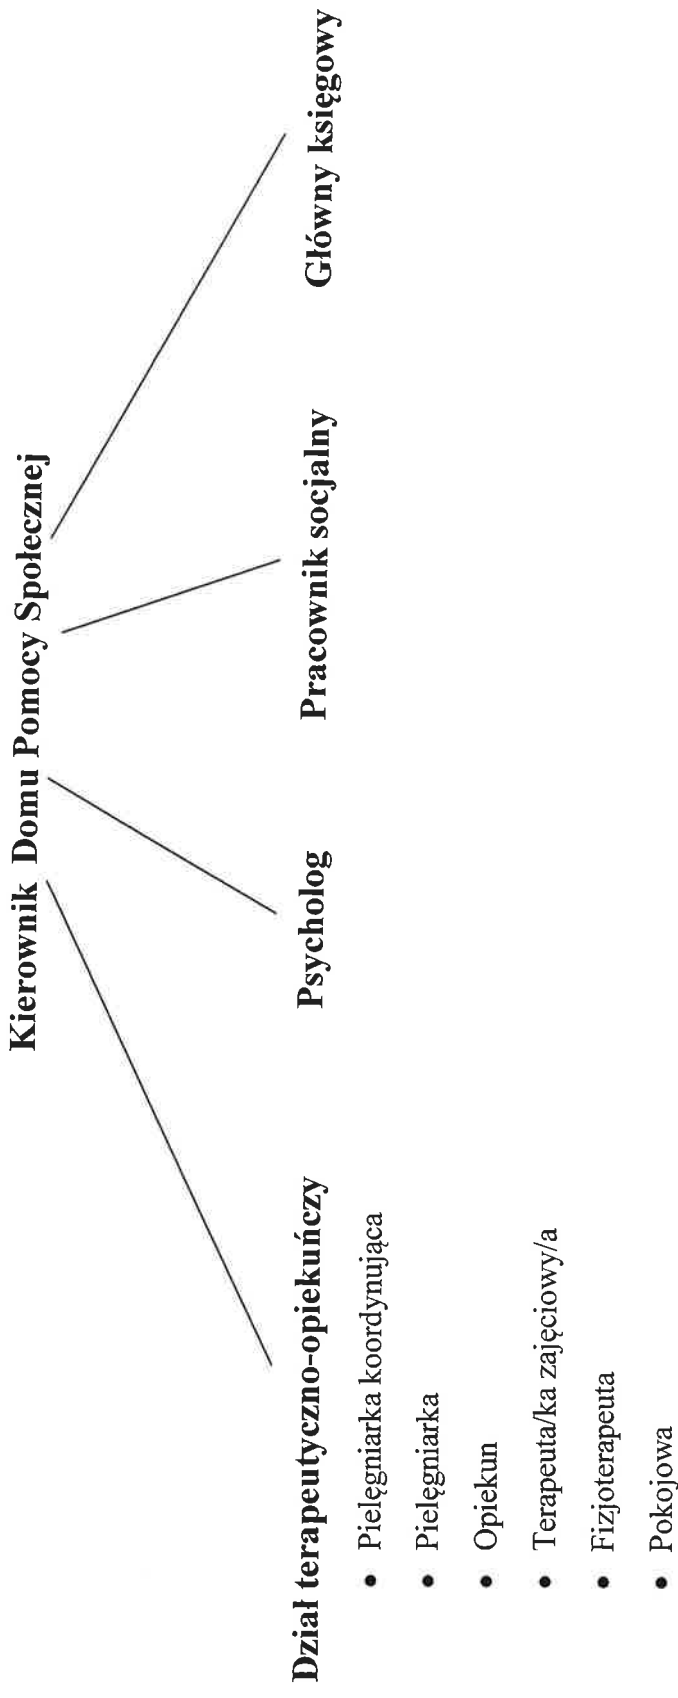 Kierownik Domu Pomocy Społecznej
Dział terapeutyczno-opiekuńczy
Psycholog
Pracownik socjalny
Główny księgowy
• Pielęgniarka koordynująca
• Pielęgniarka
• Opiekun
• Terapeuta/ka zajęciowy/a
• Fizjoterapeuta
• Pokojowa